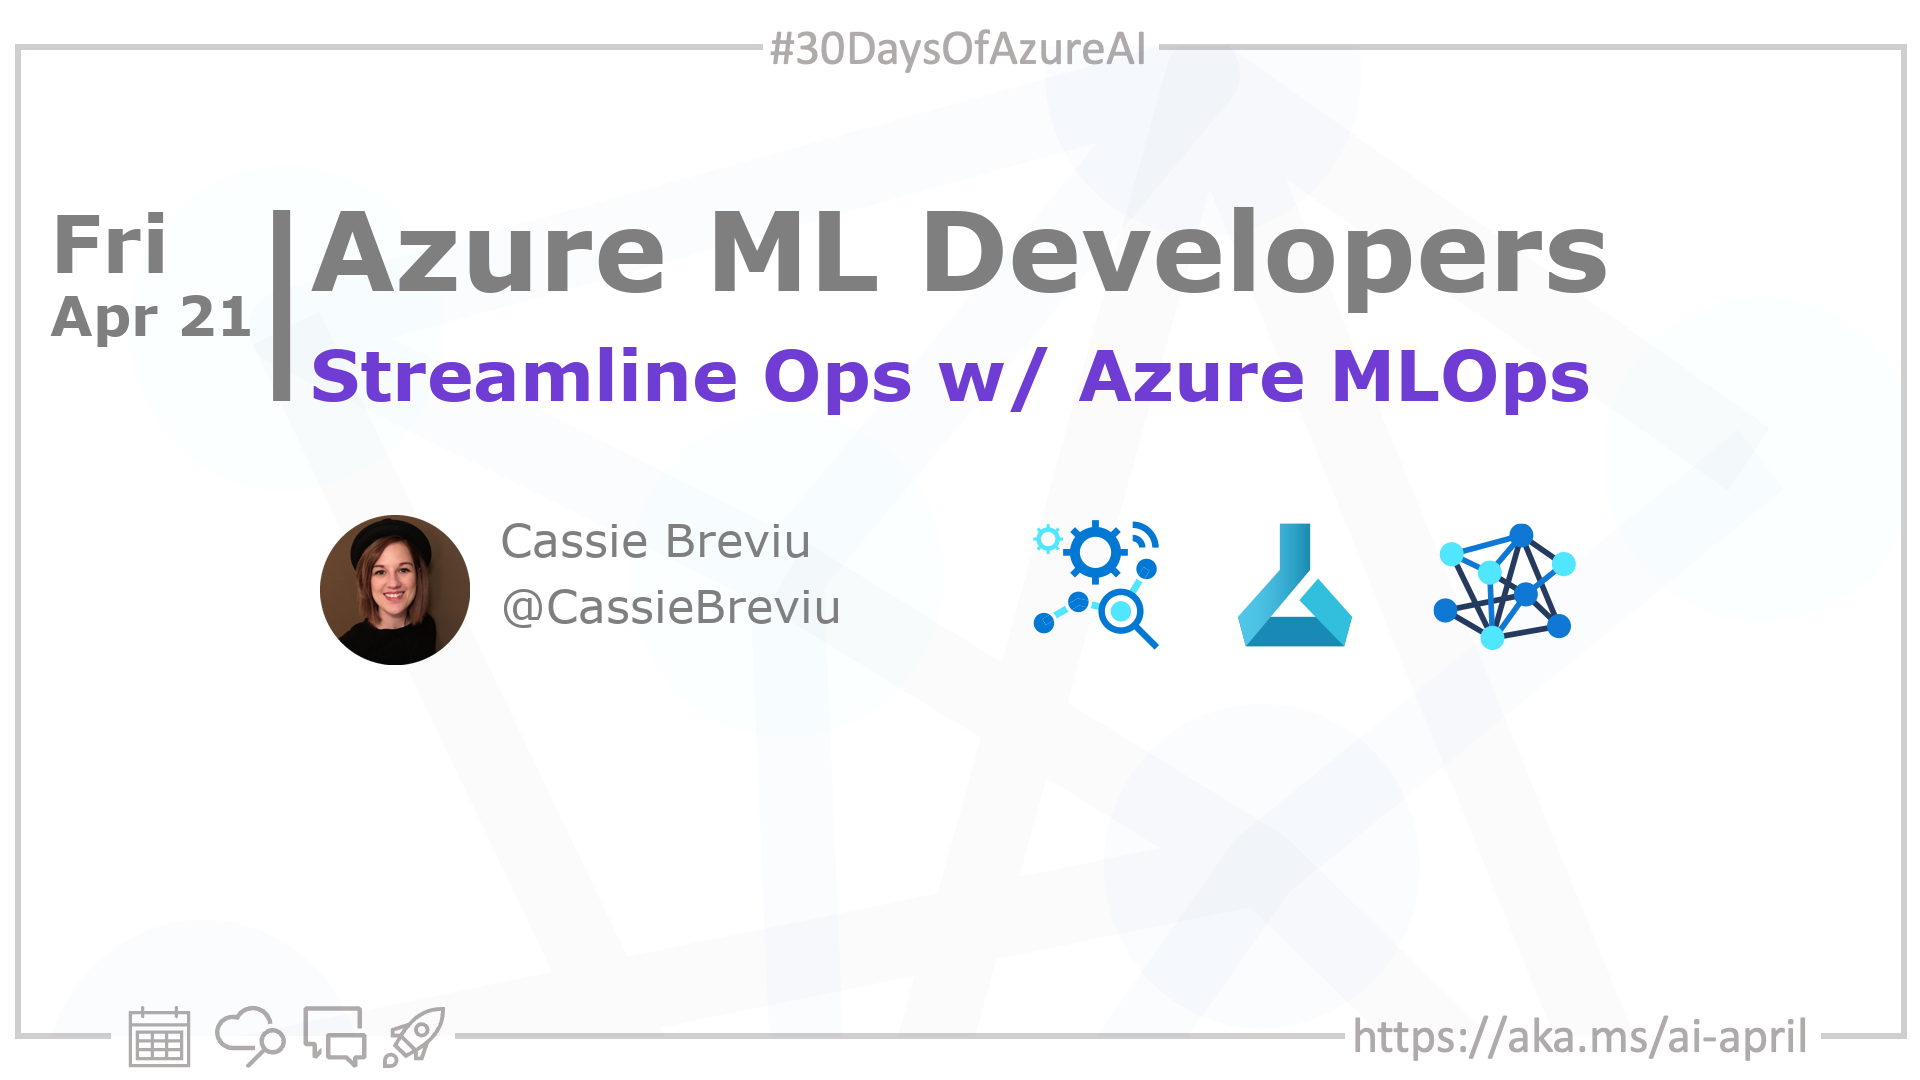 #30DaysOfAzureAI
Fri
Apr 21
Azure ML Developers
Streamline Ops w/ Azure MLOps
Cassie Breviu
@CassieBreviu
https://aka.ms/ai-april